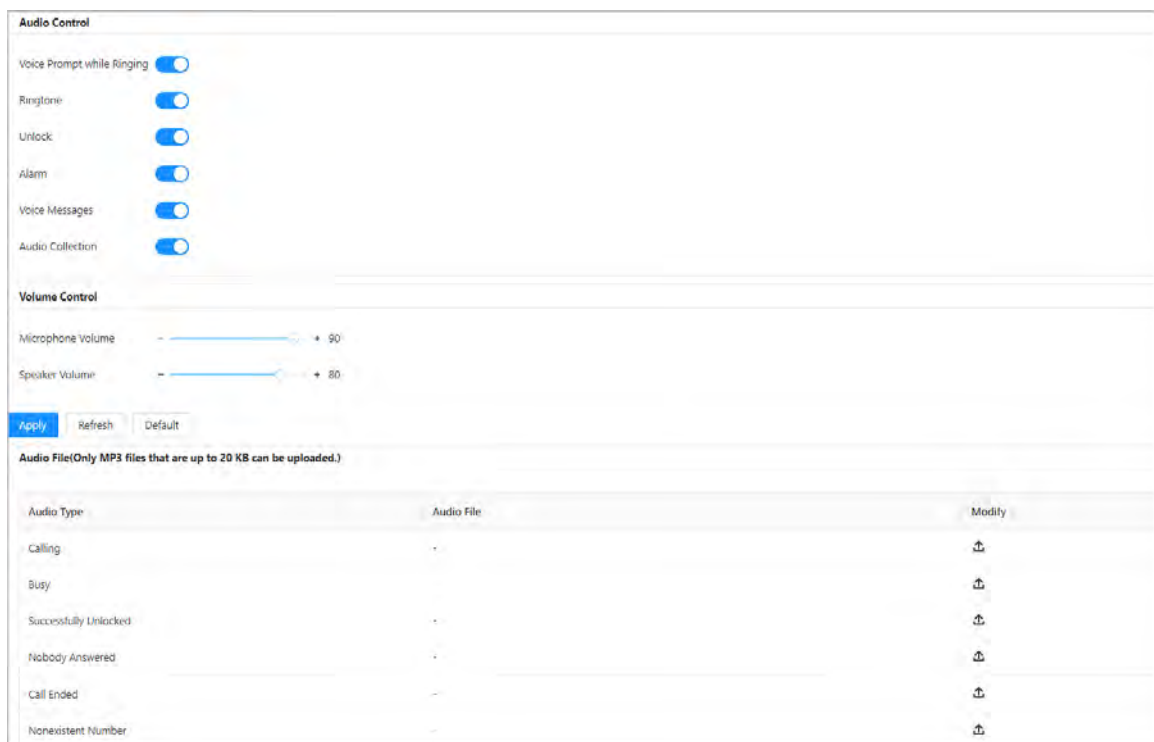 Audio Control
Voice Prompt while Ringing
Ringtone
Unlock
Alarm
Voice Messages
Audio Collection
Volume Control
Microphone Volume - + 90
Speaker Volume - + 80
Apply Refresh Default
Audio File(Only MP3 files that are up to 20 KB can be uploaded.)
Audio Type Audio File Modify
Calling -
Busy -
Successfully Unlocked -
Nobody Answered -
Call Ended -
Nonexistent Number -